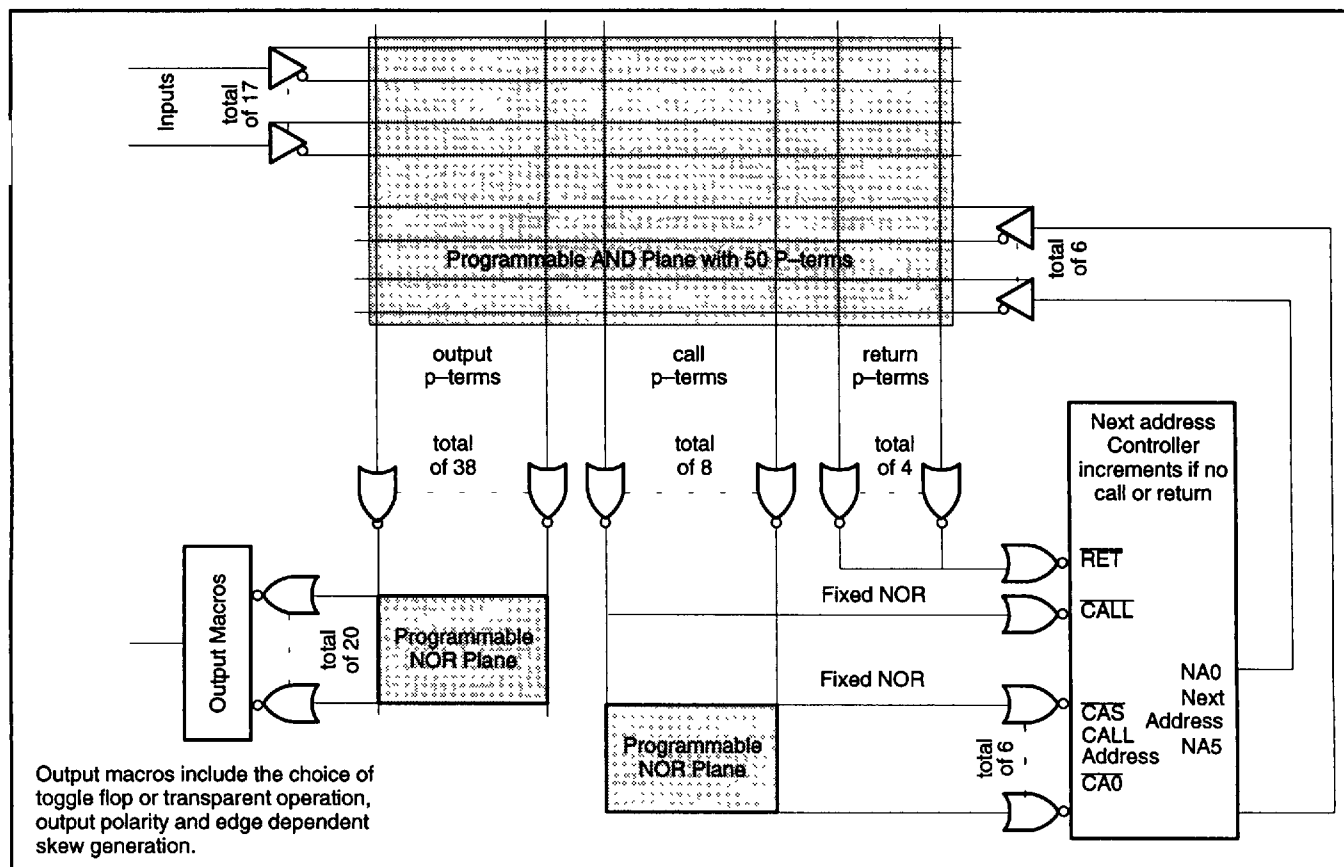 Inputs
total
of 17
Programmable AND Plane with 50 P–terms
total
of 6
output
p–terms
call
p–terms
return
p–terms
total
of 38
total
of 8
total
of 4
Next address
Controller
increments if no
call or return
RET
Fixed NOR
CALL
Output Macros
total
of 20
Programmable
NOR Plane
Fixed NOR
NA0
Next
Address
NA5
CAS
CALL
Address
CA0
total
of 6
Programmable
NOR Plane
Output macros include the choice of
toggle flop or transparent operation,
output polarity and edge dependent
skew generation.